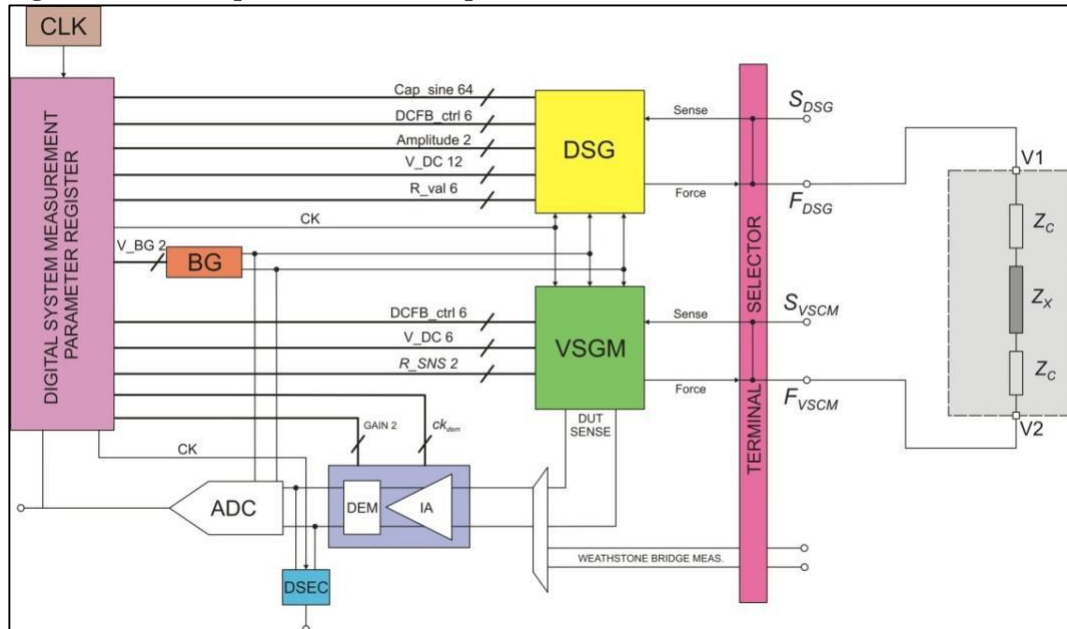 CLK
DIGITAL SYSTEM MEASUREMENT
PARAMETER REGISTER
Cap_sine 64
DCFB_ctrl 6
Amplitude 2
V_DC 12
R_val 6
CK
V_BG 2
BG
DSG
Sense
Force
S_DSG
F_DSG
DCFB_ctrl 6
V_DC 6
R_SNS 2
VSGM
Sense
Force
S_VSCM
F_VSCM
TERMINAL SELECTOR
V1
Z_C
Z_X
Z_C
V2
DUT
SENSE
GAIN 2
ck_dem
CK
ADC
DEM
IA
DSEC
WEATHSTONE BRIDGE MEAS.